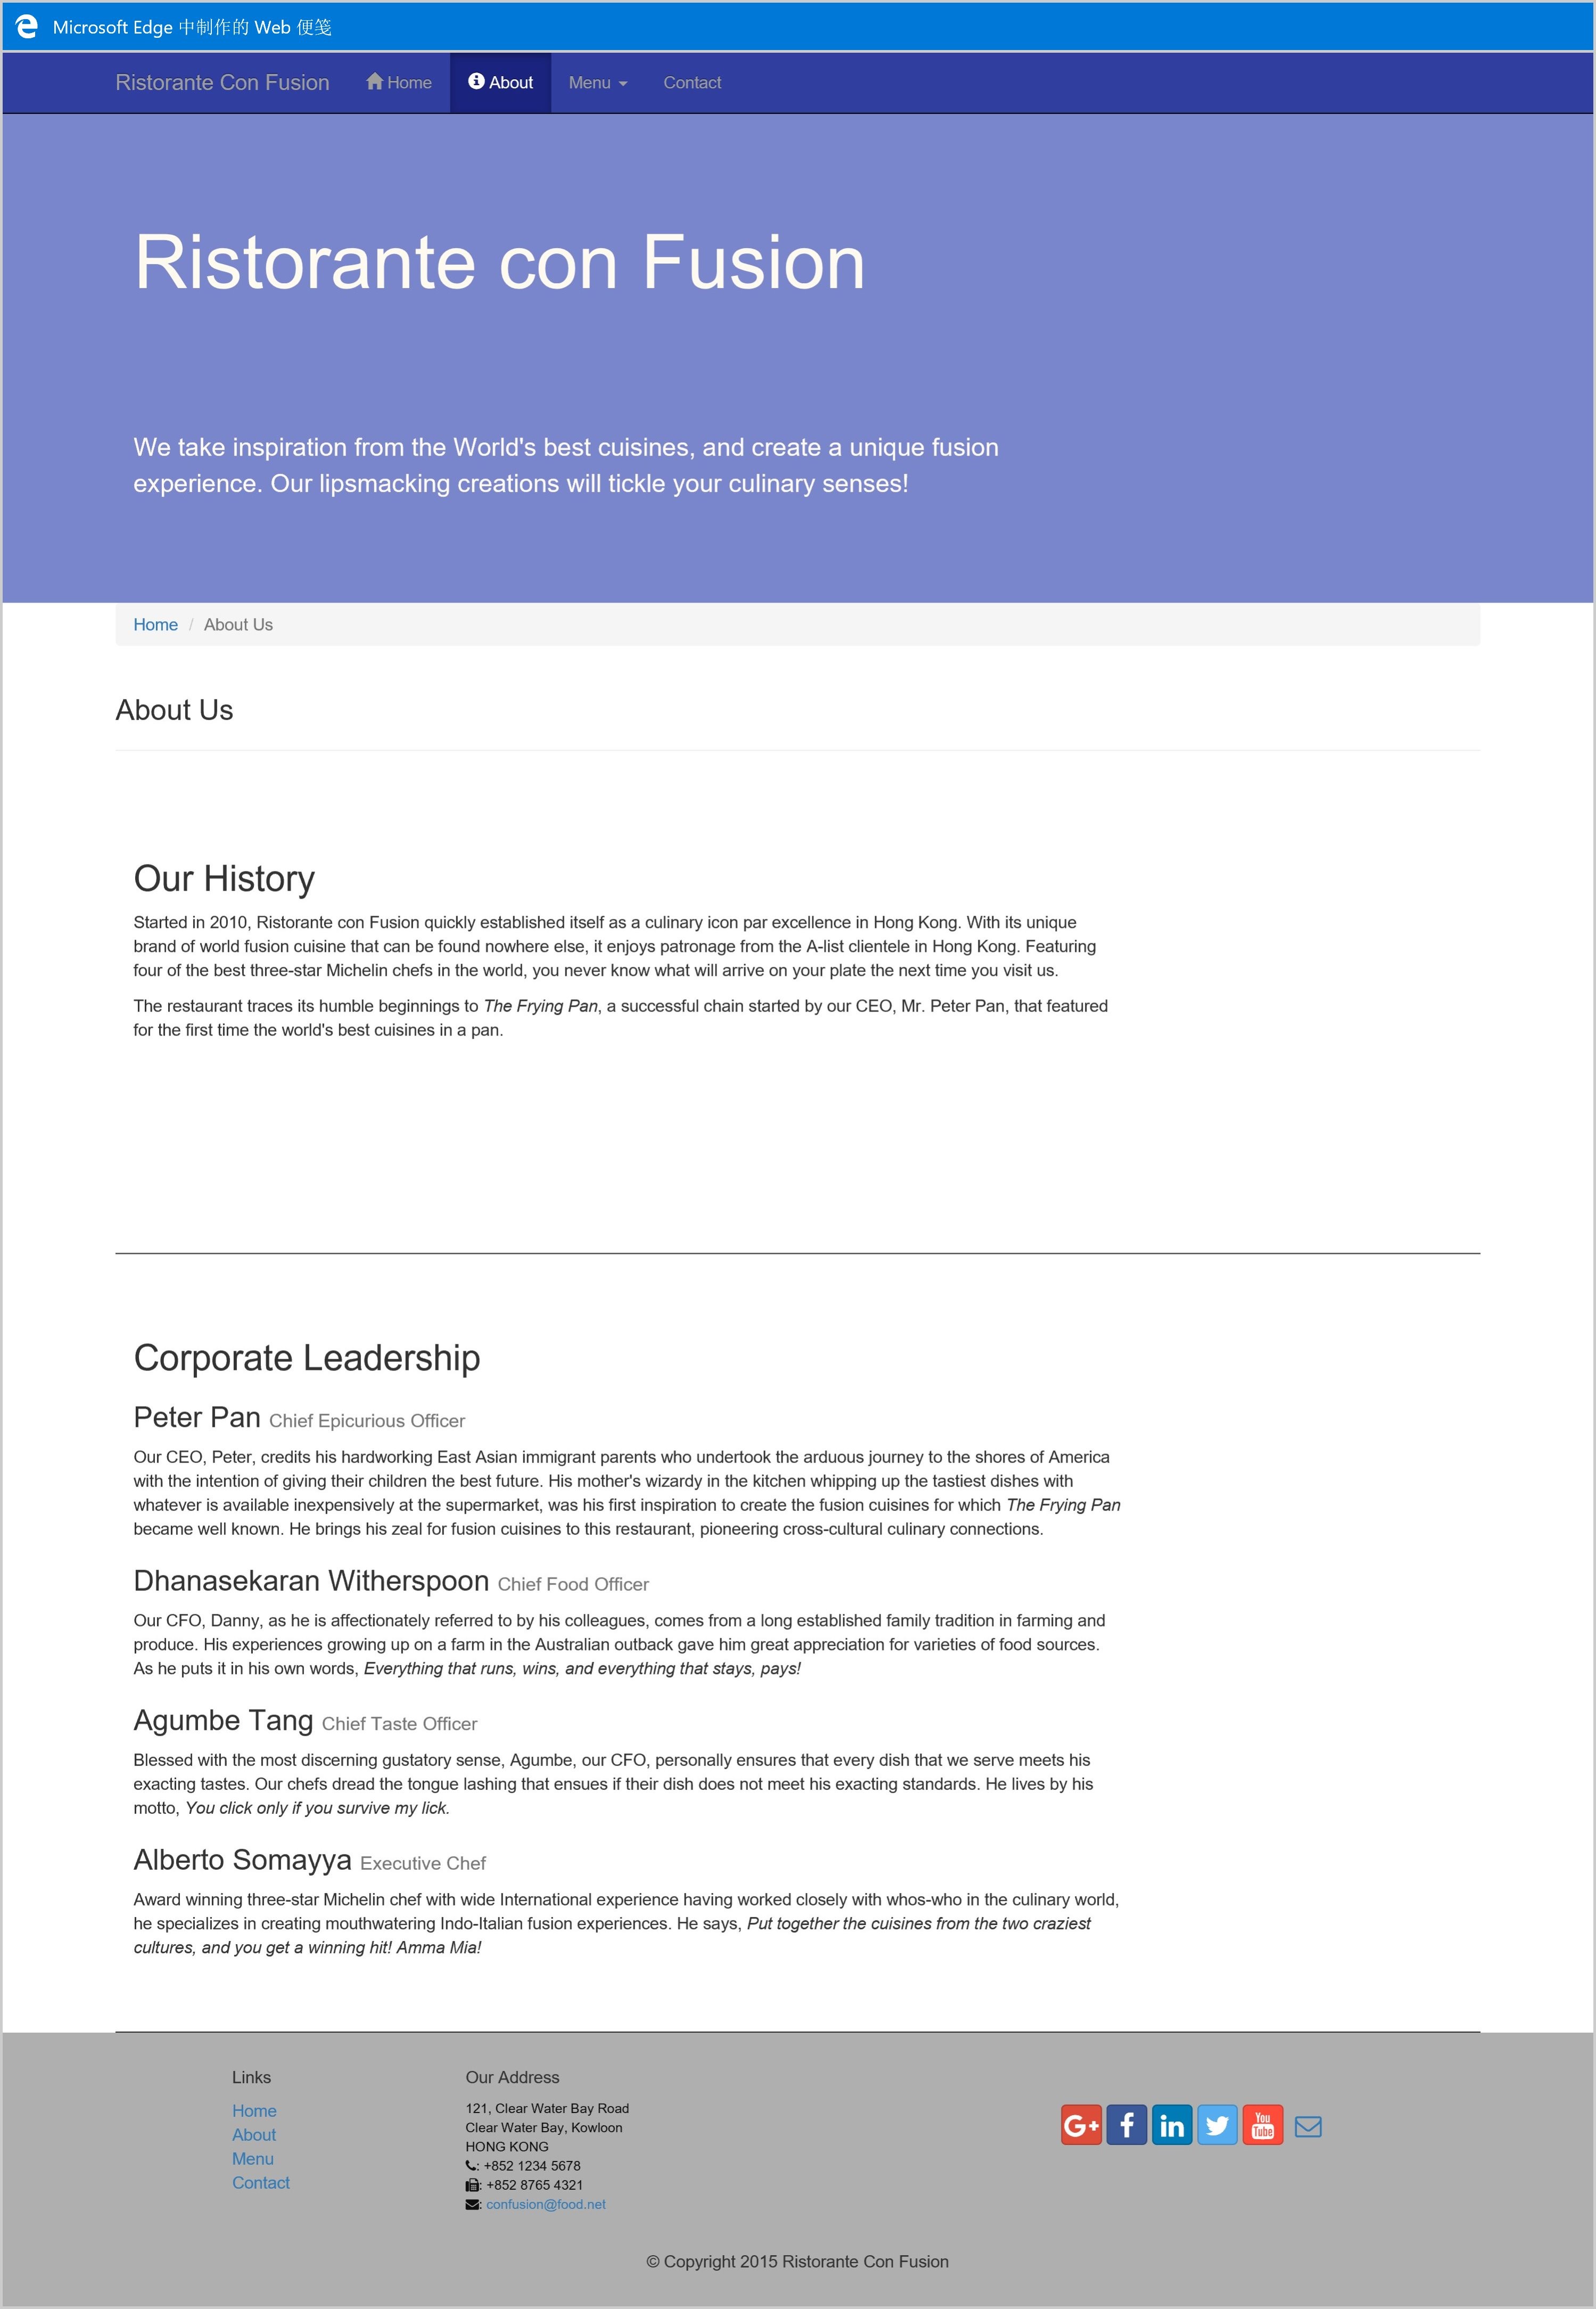 Microsoft Edge 中制作的 Web 便笺
Ristorante Con Fusion Home About Menu Contact
Ristorante con Fusion
We take inspiration from the World's best cuisines, and create a unique fusion
experience. Our lipsmacking creations will tickle your culinary senses!
Home / About Us
About Us
Our History
Started in 2010, Ristorante con Fusion quickly established itself as a culinary icon par excellence in Hong Kong. With its unique
brand of world fusion cuisine that can be found nowhere else, it enjoys patronage from the A-list clientele in Hong Kong. Featuring
four of the best three-star Michelin chefs in the world, you never know what will arrive on your plate the next time you visit us.
The restaurant traces its humble beginnings to The Frying Pan, a successful chain started by our CEO, Mr. Peter Pan, that featured
for the first time the world's best cuisines in a pan.
Corporate Leadership
Peter Pan Chief Epicurious Officer
Our CEO, Peter, credits his hardworking East Asian immigrant parents who undertook the arduous journey to the shores of America
with the intention of giving their children the best future. His mother's wizardy in the kitchen whipping up the tastiest dishes with
whatever is available inexpensively at the supermarket, was his first inspiration to create the fusion cuisines for which The Frying Pan
became well known. He brings his zeal for fusion cuisines to this restaurant, pioneering cross-cultural culinary connections.
Dhanasekaran Witherspoon Chief Food Officer
Our CFO, Danny, as he is affectionately referred to by his colleagues, comes from a long established family tradition in farming and
produce. His experiences growing up on a farm in the Australian outback gave him great appreciation for varieties of food sources.
As he puts it in his own words, Everything that runs, wins, and everything that stays, pays!
Agumbe Tang Chief Taste Officer
Blessed with the most discerning gustatory sense, Agumbe, our CFO, personally ensures that every dish that we serve meets his
exacting tastes. Our chefs dread the tongue lashing that ensues if their dish does not meet his exacting standards. He lives by his
motto, You click only if you survive my lick.
Alberto Somayya Executive Chef
Award winning three-star Michelin chef with wide International experience having worked closely with whos-who in the culinary world,
he specializes in creating mouthwatering Indo-Italian fusion experiences. He says, Put together the cuisines from the two craziest
cultures, and you get a winning hit! Amma Mia!
Links
Home
About
Menu
Contact
Our Address
121, Clear Water Bay Road
Clear Water Bay, Kowloon
HONG KONG
: +852 1234 5678
: +852 8765 4321
: confusion@food.net
G+ f in You Tube
© Copyright 2015 Ristorante Con Fusion